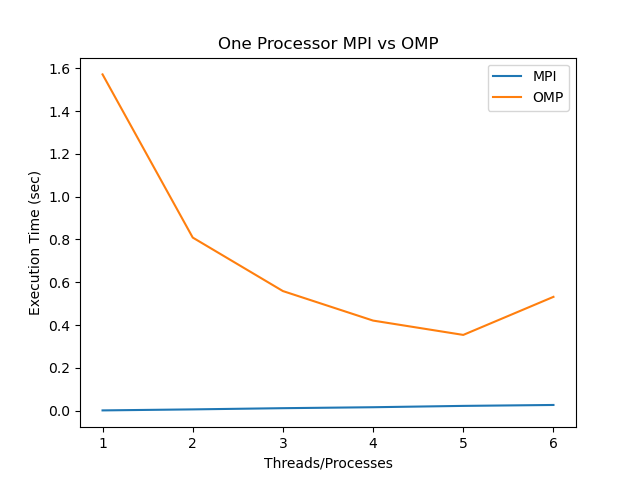 One Processor MPI vs OMP
MPI
OMP
Execution Time (sec)
1.6
1.4
1.2
1.0
0.8
0.6
0.4
0.2
0.0
1 2 3 4 5 6
Threads/Processes